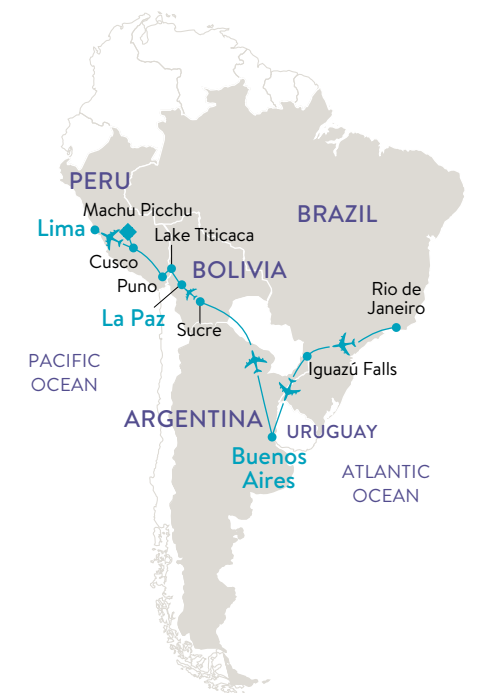 PERU
Machu Picchu
Lima
Lake Titicaca
BRAZIL
Cusco
BOLIVIA
Puno
Rio de
Janeiro
La Paz
Sucre
PACIFIC
OCEAN
Iguazú Falls
ARGENTINA
URUGUAY
Buenos
Aires
ATLANTIC
OCEAN